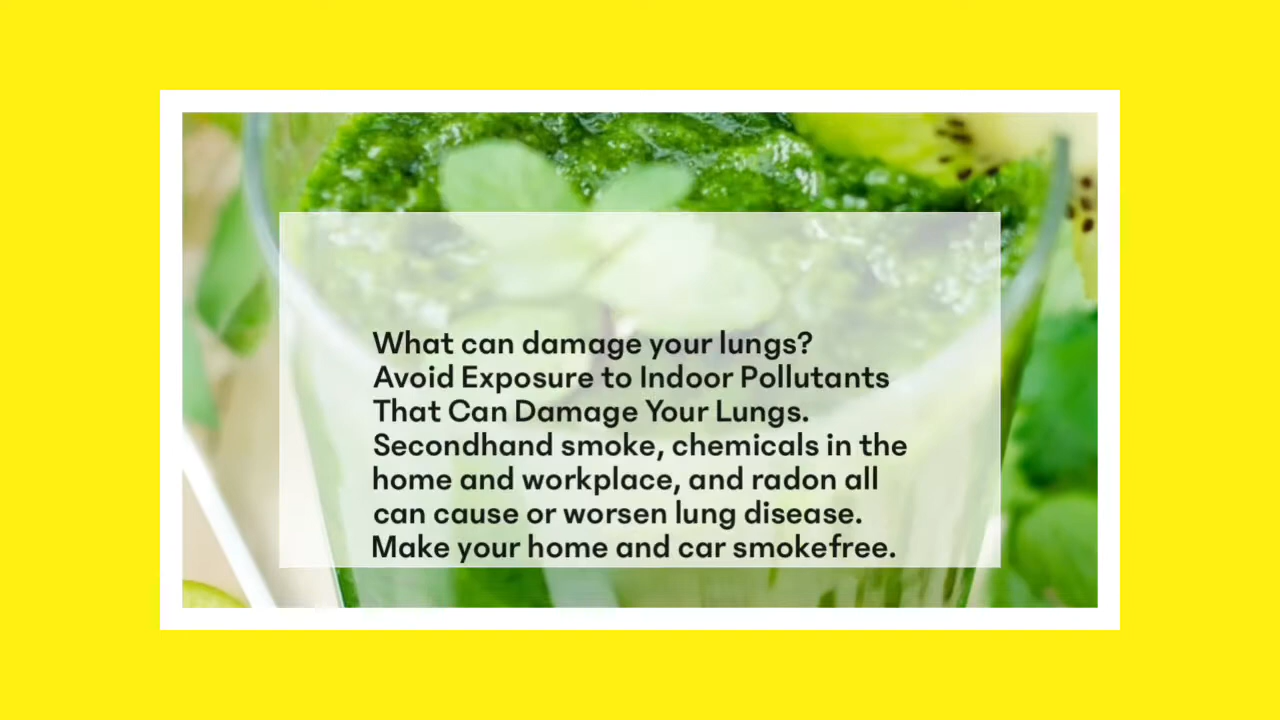 What can damage your lungs?
Avoid Exposure to Indoor Pollutants
That Can Damage Your Lungs.
Secondhand smoke, chemicals in the
home and workplace, and radon all
can cause or worsen lung disease.
Make your home and car smokefree.